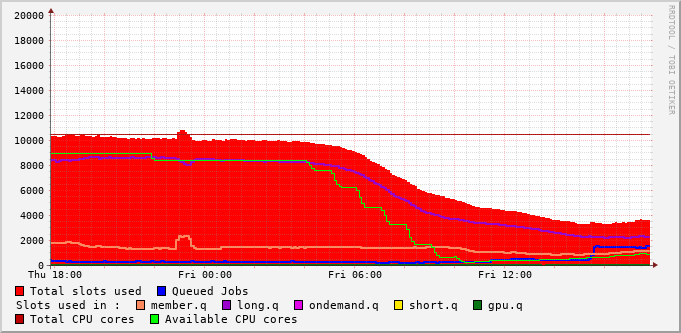 20000
18000
16000
14000
12000
10000
8000
6000
4000
2000
0
Thu 18:00 Fri 00:00 Fri 06:00 Fri 12:00
Total slots used Queued Jobs
Slots used in : member.q long.q ondemand.q short.q gpu.q
Total CPU cores Available CPU cores
RRDTOOL / TOBI OETIKER